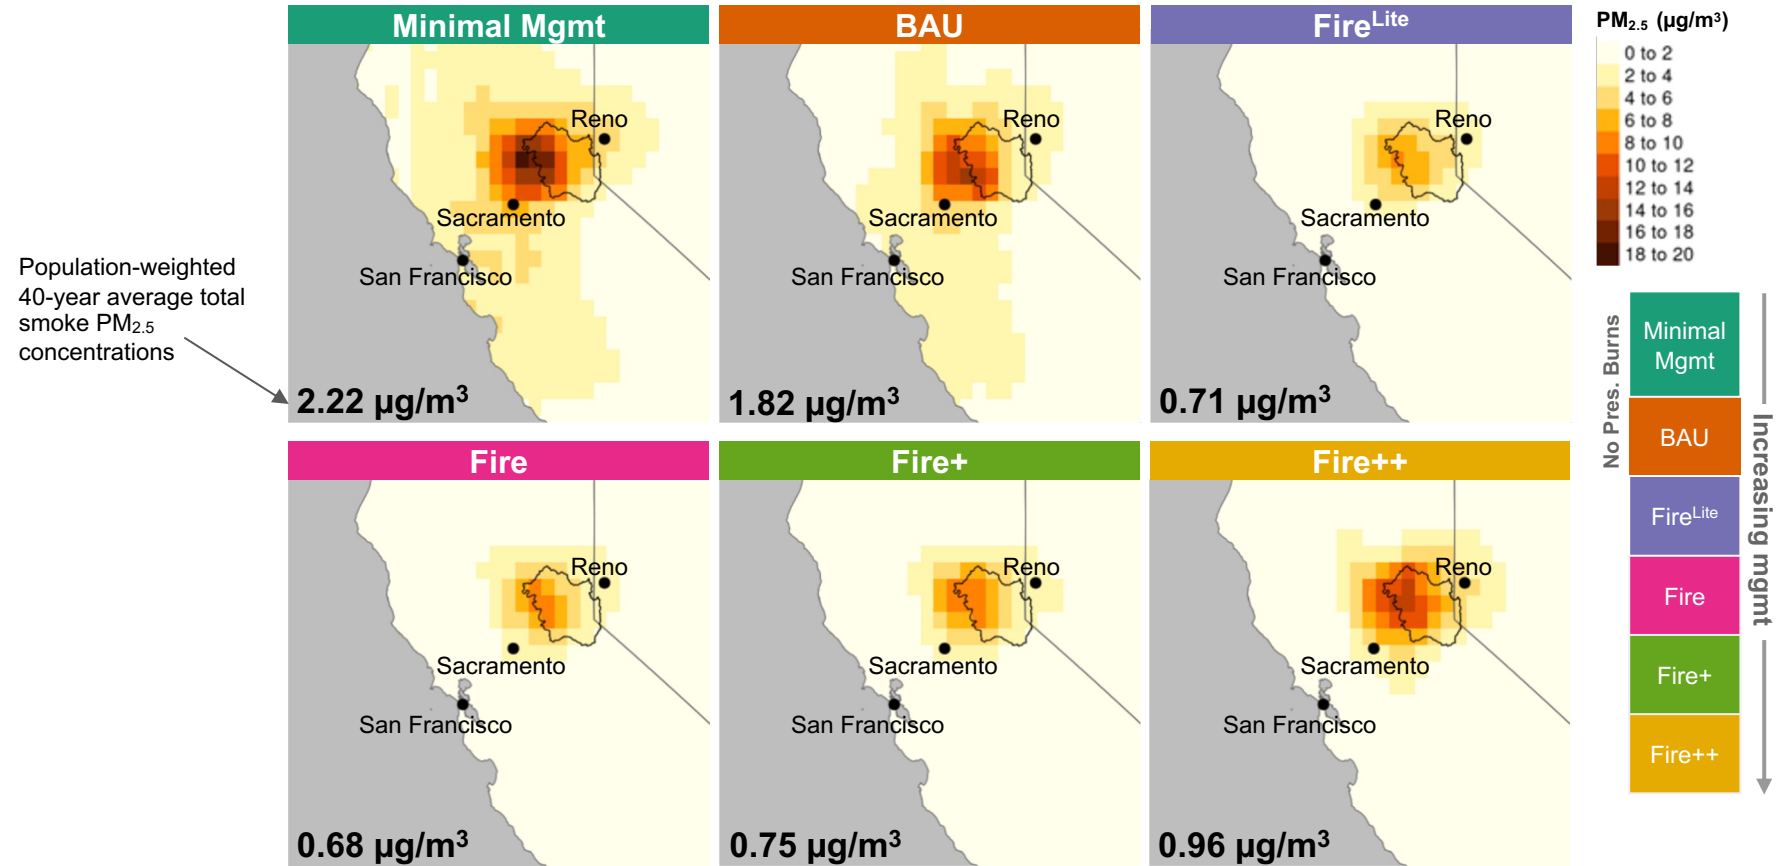 Minimal Mgmt
BAU
Fire^Lite
PM2.5 (µg/m³)
0 to 2
2 to 4
4 to 6
6 to 8
8 to 10
10 to 12
12 to 14
14 to 16
16 to 18
18 to 20
Reno
Sacramento
San Francisco
2.22 µg/m³
Reno
Sacramento
San Francisco
1.82 µg/m³
Reno
Sacramento
San Francisco
0.71 µg/m³
Population-weighted
40-year average total
smoke PM2.5
concentrations
Fire
Fire+
Fire++
Reno
Sacramento
San Francisco
0.68 µg/m³
Reno
Sacramento
San Francisco
0.75 µg/m³
Reno
Sacramento
San Francisco
0.96 µg/m³
No Pres. Burns
Minimal
Mgmt
BAU
Fire^Lite
Fire
Fire+
Fire++
Increasing mgmt